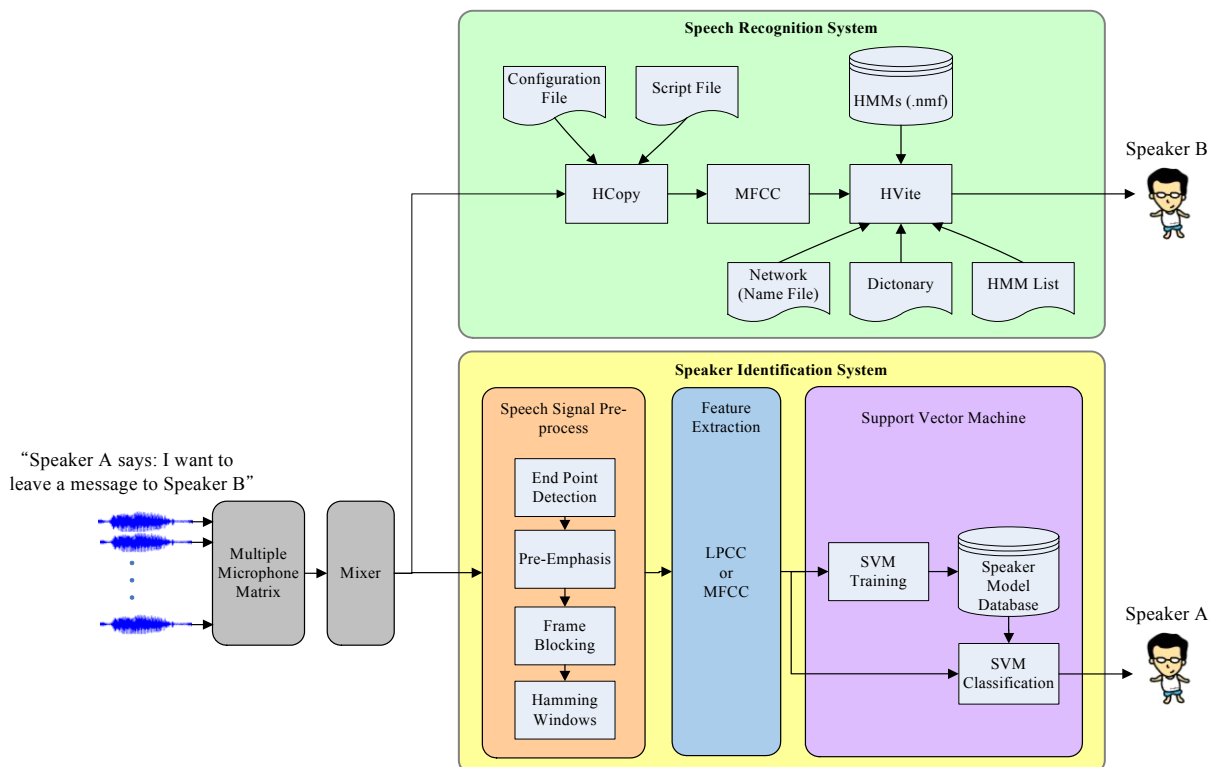 Speech Recognition System
Configuration
File
Script File
HMMs (.nmf)
HCopy
MFCC
HVite
Speaker B
Network
(Name File)
Dictonary
HMM List
Speaker Identification System
Speech Signal Pre-
process
Feature
Extraction
Support Vector Machine
“Speaker A says: I want to
leave a message to Speaker B”
End Point
Detection
Pre-Emphasis
Frame
Blocking
Hamming
Windows
Multiple
Microphone
Matrix
Mixer
LPCC
or
MFCC
SVM
Training
Speaker
Model
Database
SVM
Classification
Speaker A